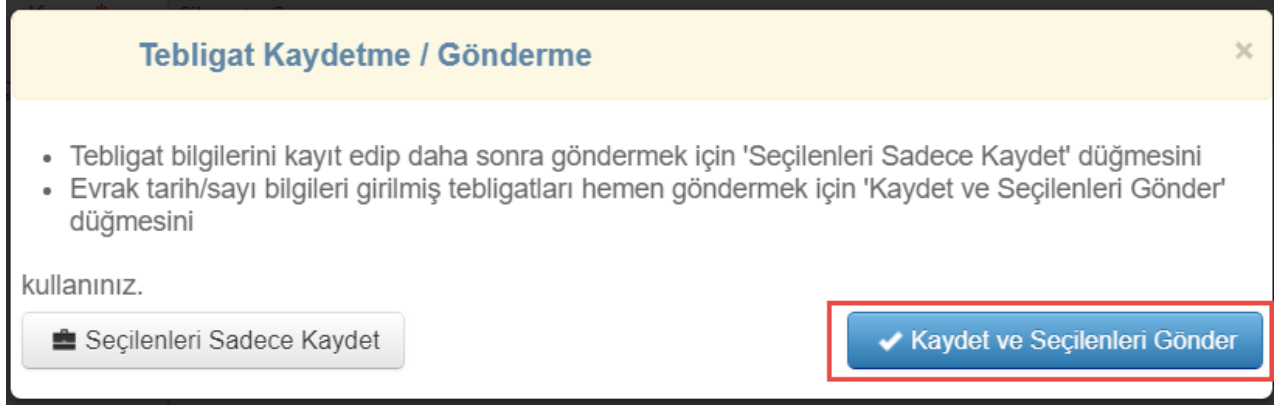 Tebligat Kaydetme / Gönderme
×
• Tebligat bilgilerini kayıt edip daha sonra göndermek için 'Seçilenleri Sadece Kaydet' düğmesini
• Evrak tarih/sayı bilgileri girilmiş tebligatları hemen göndermek için 'Kaydet ve Seçilenleri Gönder'
düğmesini
kullanınız.
Seçilenleri Sadece Kaydet
Kaydet ve Seçilenleri Gönder